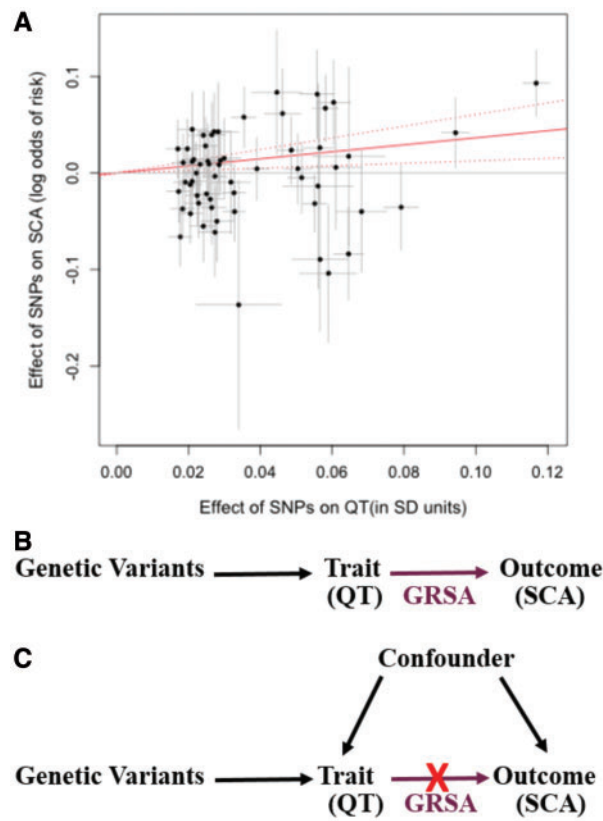 A
Effect of SNPs on SCA (log odds of risk)
0.1
0.0
-0.1
-0.2
0.00 0.02 0.04 0.06 0.08 0.10 0.12
Effect of SNPs on QT(in SD units)
B
Genetic Variants Trait Outcome
(QT) GRSA (SCA)
C
Confounder
Genetic Variants Trait X Outcome
(QT) GRSA (SCA)